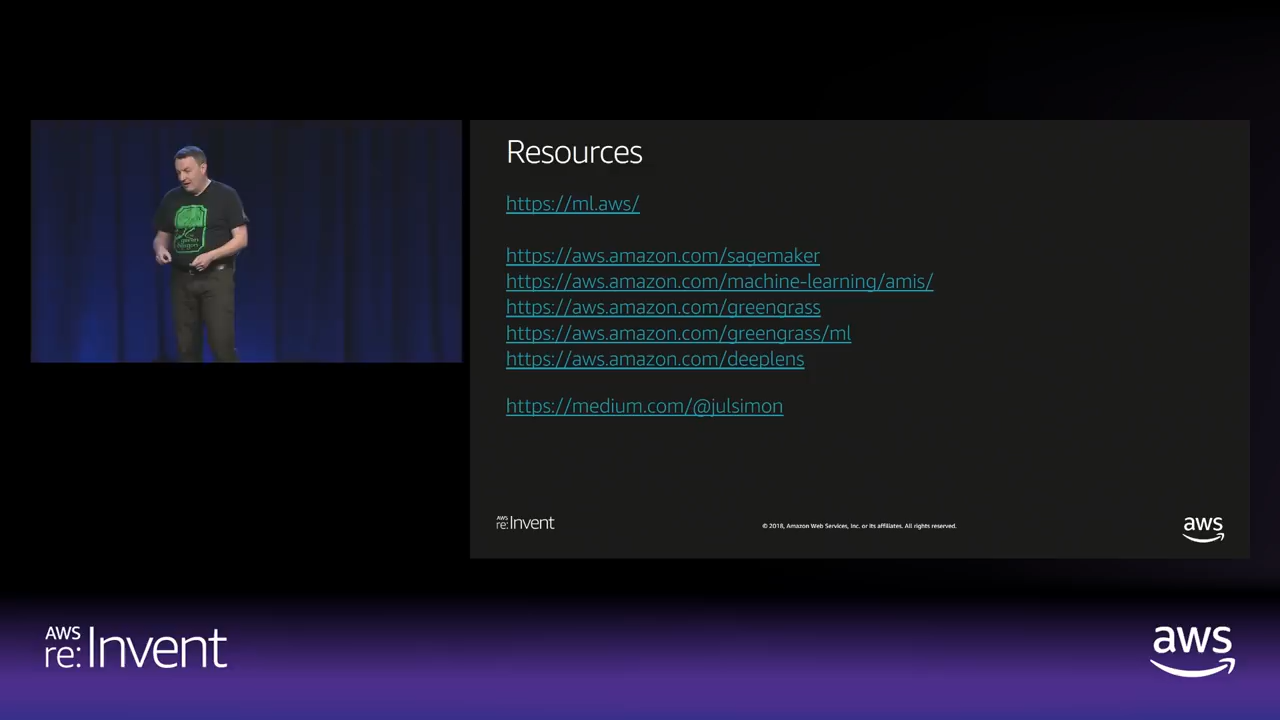 Resources
https://ml.aws/
https://aws.amazon.com/sagemaker
https://aws.amazon.com/machine-learning/amis/
https://aws.amazon.com/greengrass
https://aws.amazon.com/greengrass/ml
https://aws.amazon.com/deeplens
https://medium.com/@julsimon
AWS
re:Invent
© 2018, Amazon Web Services, Inc. or its affiliates. All rights reserved.
aws
AWS
re:Invent
aws